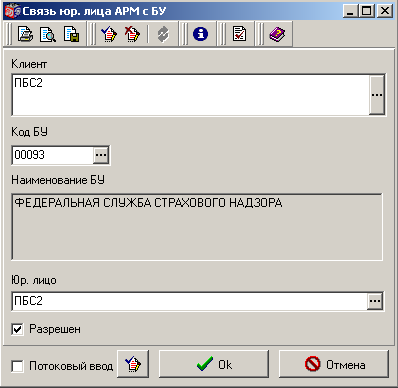 Связь юр. лица АРМ с БУ
Клиент
ПБС2
Код БУ
00093
Наименование БУ
ФЕДЕРАЛЬНАЯ СЛУЖБА СТРАХОВОГО НАДЗОРА
Юр. лицо
ПБС2
Разрешен
Потоковый ввод
Ok
Отмена